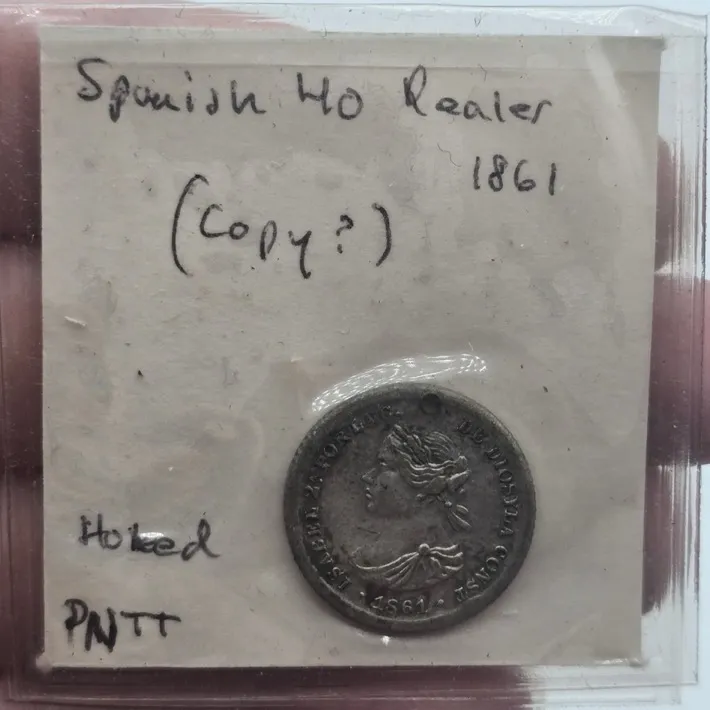 Spanish 40 Reales
1861
(Copy?)
ISABEL 2ª POR LA G. DE DIOS Y LA CONST
· 1861 ·
Holed
PNTT